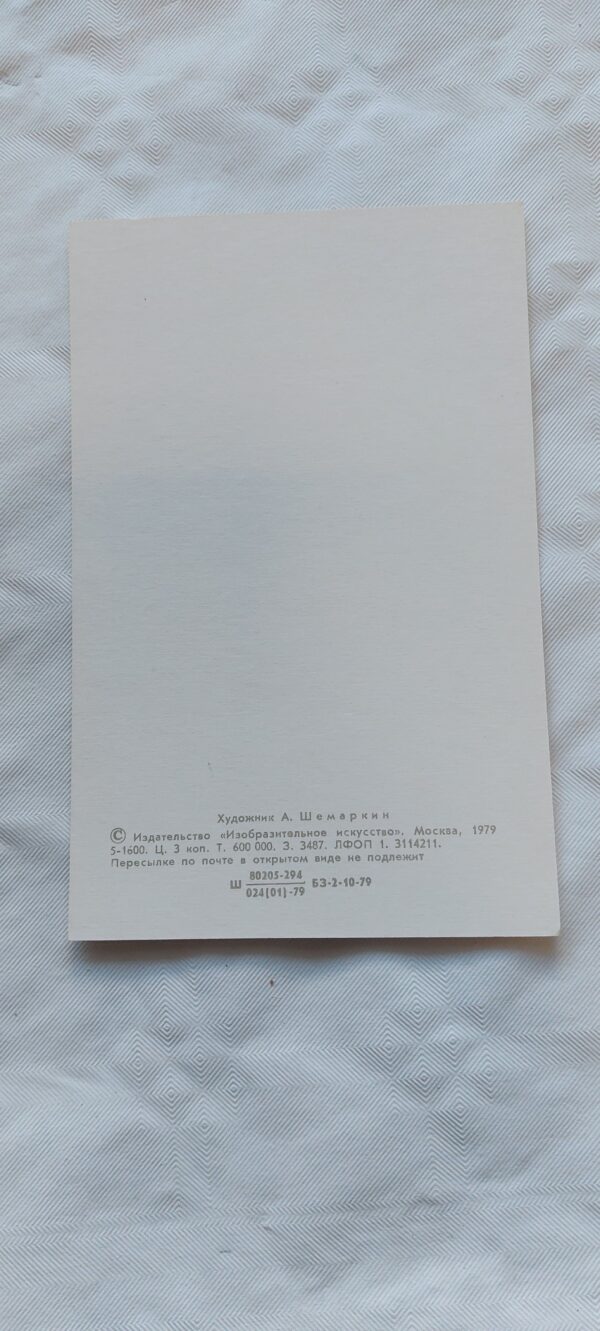 Художник А. Шемаркин
© Издательство «Изобразительное искусство». Москва, 1979
5-1600. Ц. 3 коп. Т. 600 000. З. 3487. ЛФОП 1. 3114211.
Пересылке по почте в открытом виде не подлежит
Ш 80205-294 БЗ-2-10-79
024(01)-79